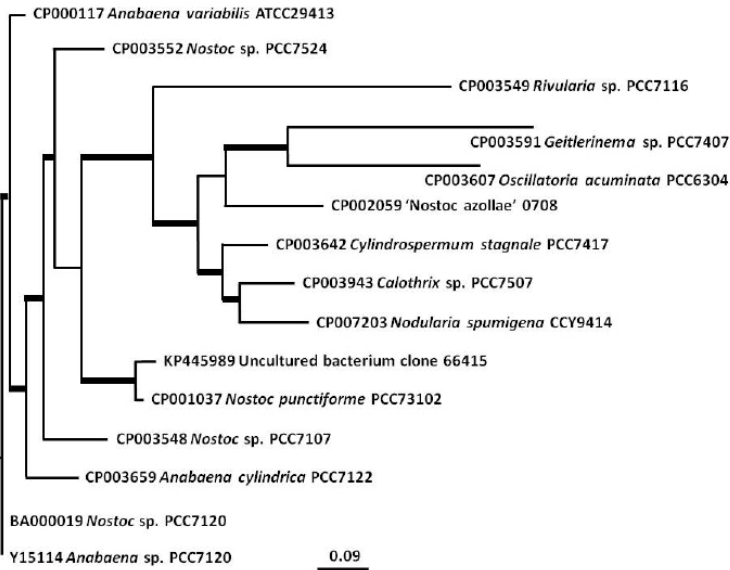 CP000117 Anabaena variabilis ATCC29413
CP003552 Nostoc sp. PCC7524
CP003549 Rivularia sp. PCC7116
CP003591 Geitlerinema sp. PCC7407
CP003607 Oscillatoria acuminata PCC6304
CP002059 ‘Nostoc azollae’ 0708
CP003642 Cylindrospermum stagnale PCC7417
CP003943 Calothrix sp. PCC7507
CP007203 Nodularia spumigena CCY9414
KP445989 Uncultured bacterium clone 66415
CP001037 Nostoc punctiforme PCC73102
CP003548 Nostoc sp. PCC7107
CP003659 Anabaena cylindrica PCC7122
BA000019 Nostoc sp. PCC7120
Y15114 Anabaena sp. PCC7120
0.09